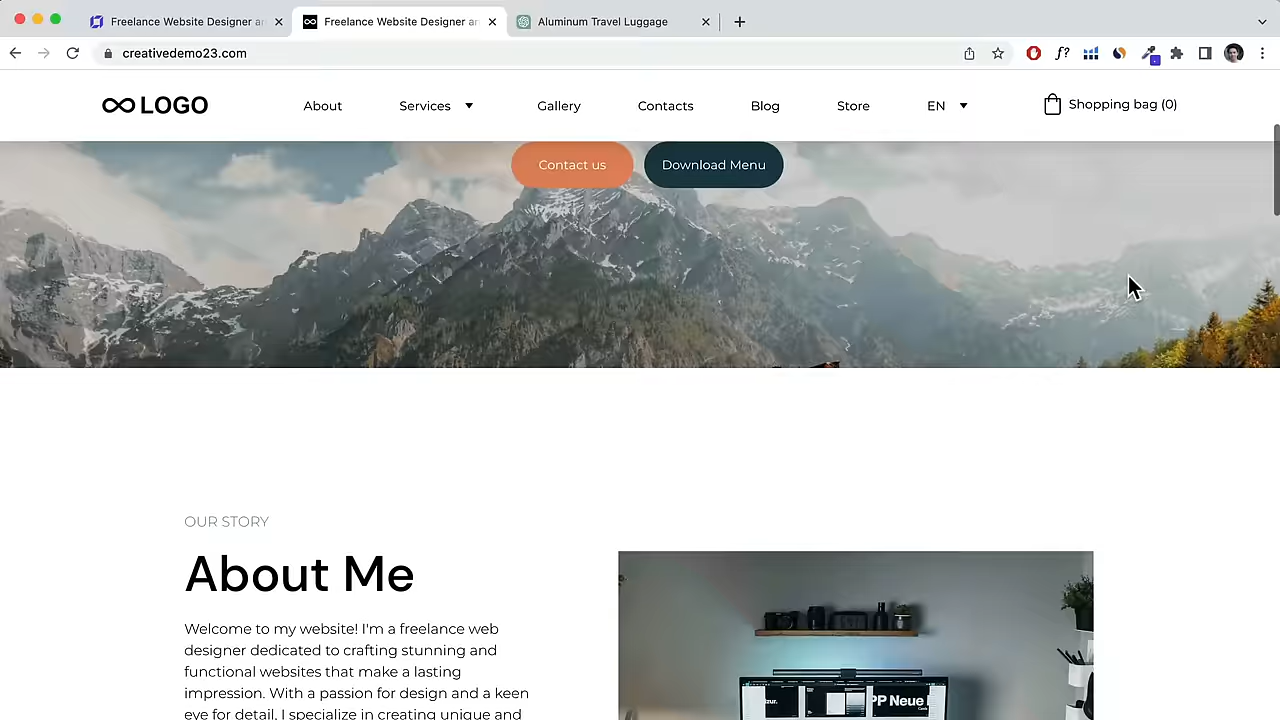 Freelance Website Designer an
Freelance Website Designer an
Aluminum Travel Luggage
creativedemo23.com
f?
LOGO
About
Services
Gallery
Contacts
Blog
Store
EN
Shopping bag (0)
Contact us
Download Menu
OUR STORY
About Me
Welcome to my website! I'm a freelance web
designer dedicated to crafting stunning and
functional websites that make a lasting
impression. With a passion for design and a keen
eye for detail, I specialize in creating unique and
PP Neue